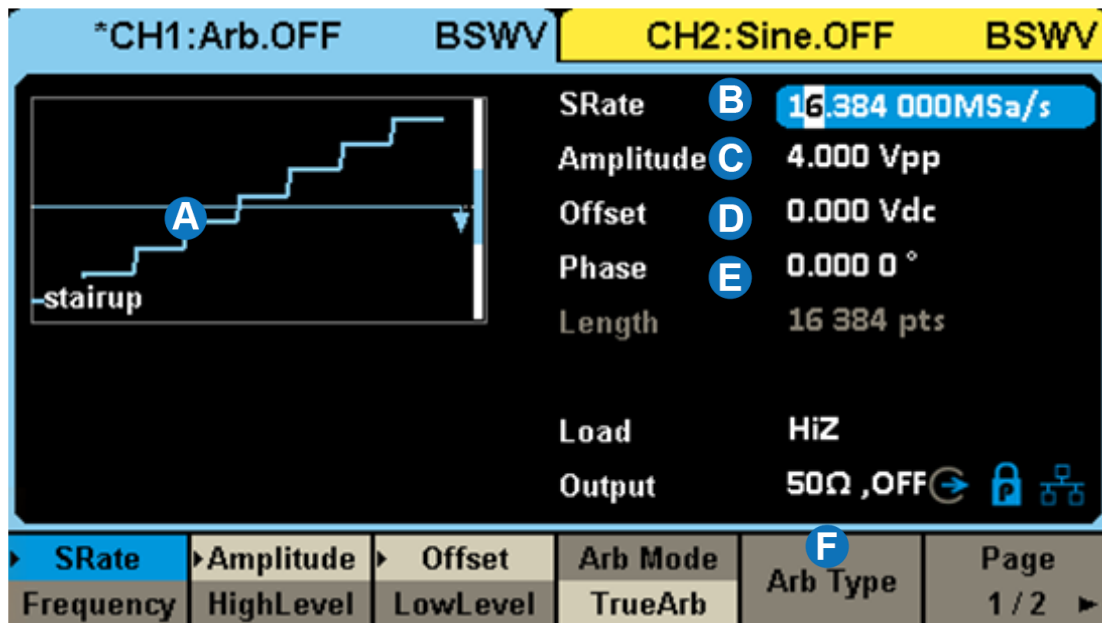 *CH1:Arb.OFF BSWV
CH2:Sine.OFF BSWV
A
stairup
SRate B 16.384 000MSa/s
Amplitude C 4.000 Vpp
Offset D 0.000 Vdc
Phase E 0.000 0 °
Length 16 384 pts
Load HiZ
Output 50Ω ,OFF P
F
SRate Amplitude Offset Arb Mode Arb Type Page
Frequency HighLevel LowLevel TrueArb 1 / 2